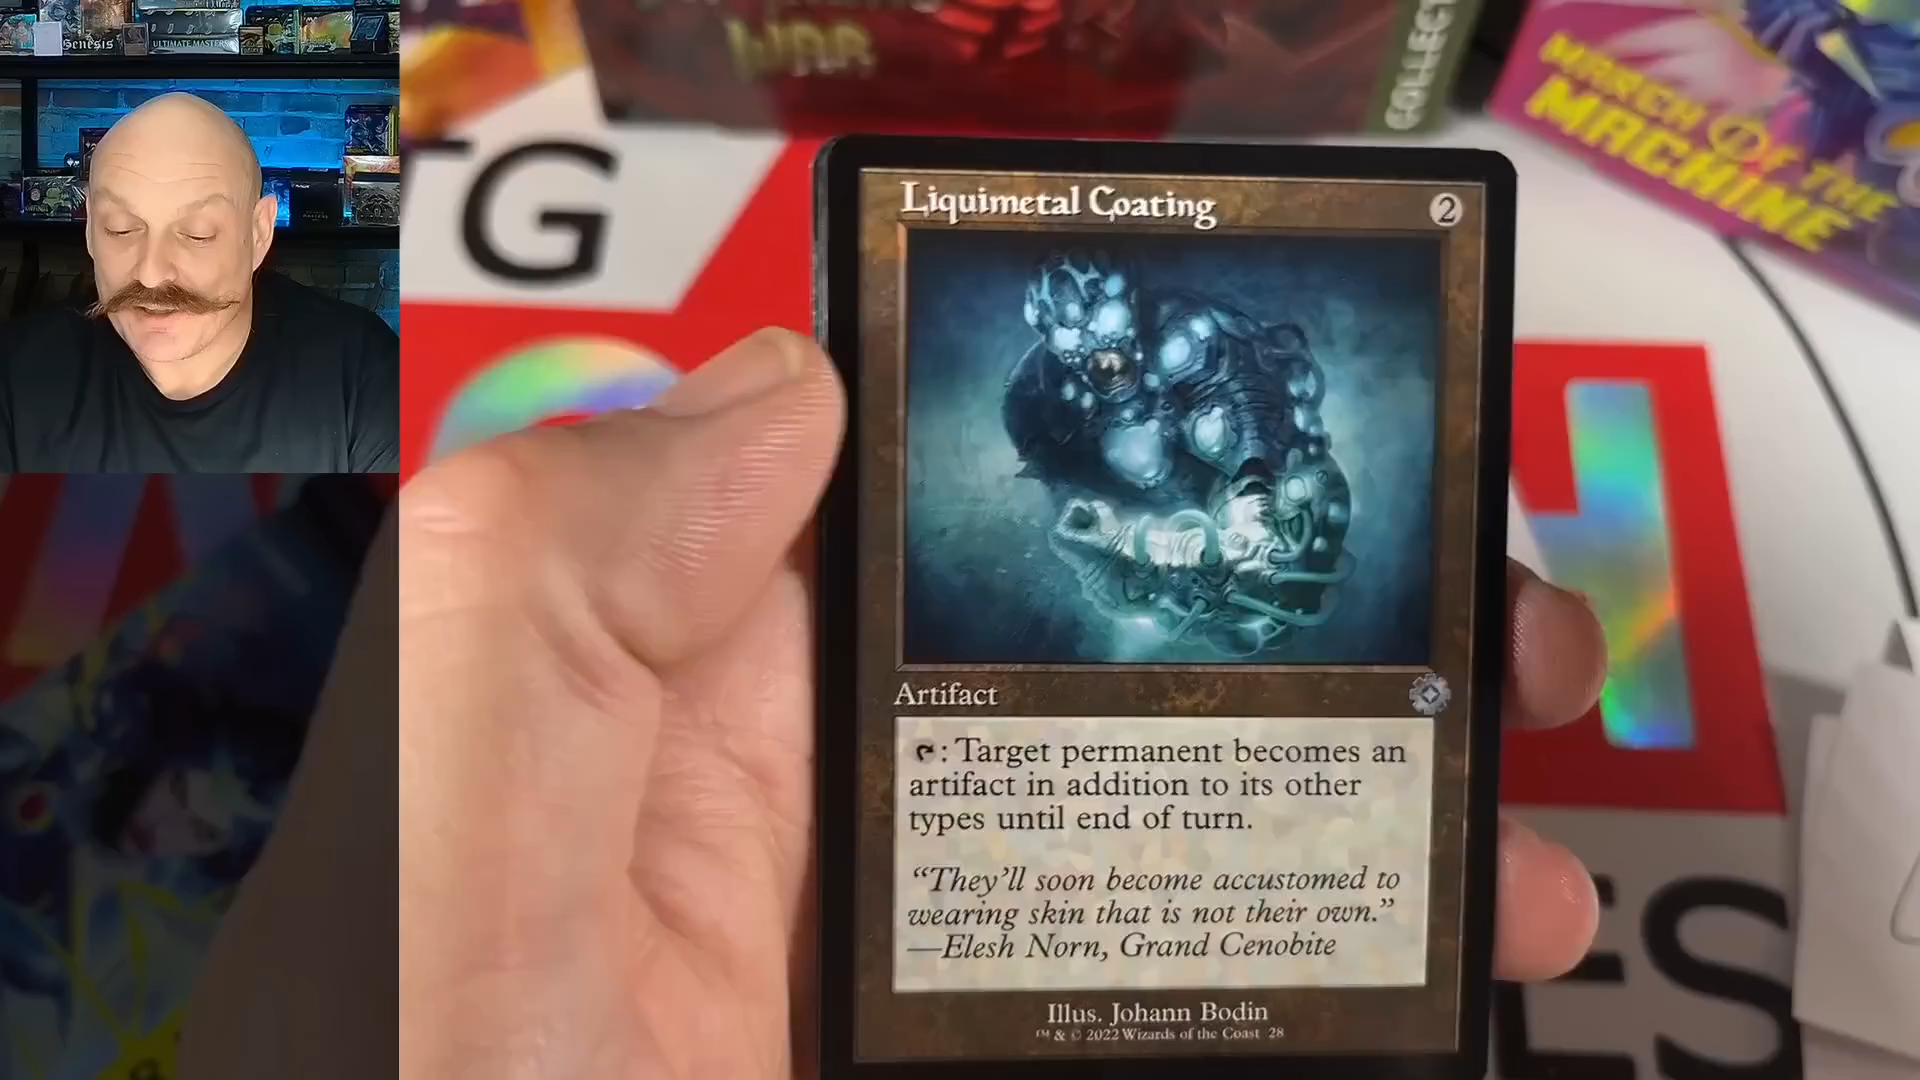 Genesis
ULTIMATE MASTERS
WAR
COLLECT
MARCH OF THE
MACHINE
TG
Liquimetal Coating
2
Artifact
: Target permanent becomes an
artifact in addition to its other
types until end of turn.
“They’ll soon become accustomed to
wearing skin that is not their own.”
—Elesh Norn, Grand Cenobite
Illus. Johann Bodin
™ & © 2022 Wizards of the Coast 28
ES